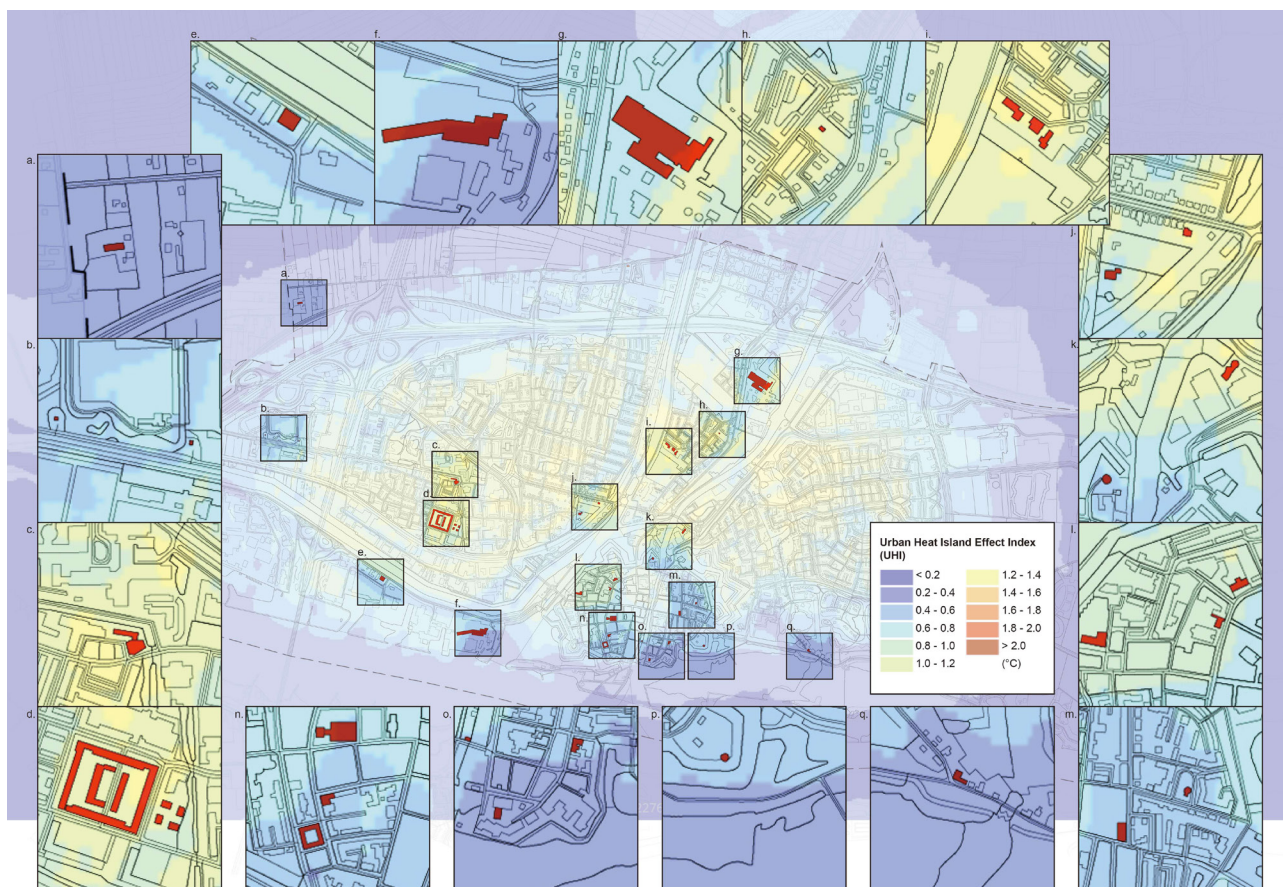 e.
f.
g.
h.
i.
a.
j.
b.
k.
c.
l.
d.
n.
o.
p.
q.
m.
a.
g.
b.
h.
i.
c.
j.
d.
k.
e.
l.
m.
f.
n.
o.
p.
q.
Urban Heat Island Effect Index
(UHI)
< 0.2
0.2 - 0.4
0.4 - 0.6
0.6 - 0.8
0.8 - 1.0
1.0 - 1.2
1.2 - 1.4
1.4 - 1.6
1.6 - 1.8
1.8 - 2.0
> 2.0
(°C)